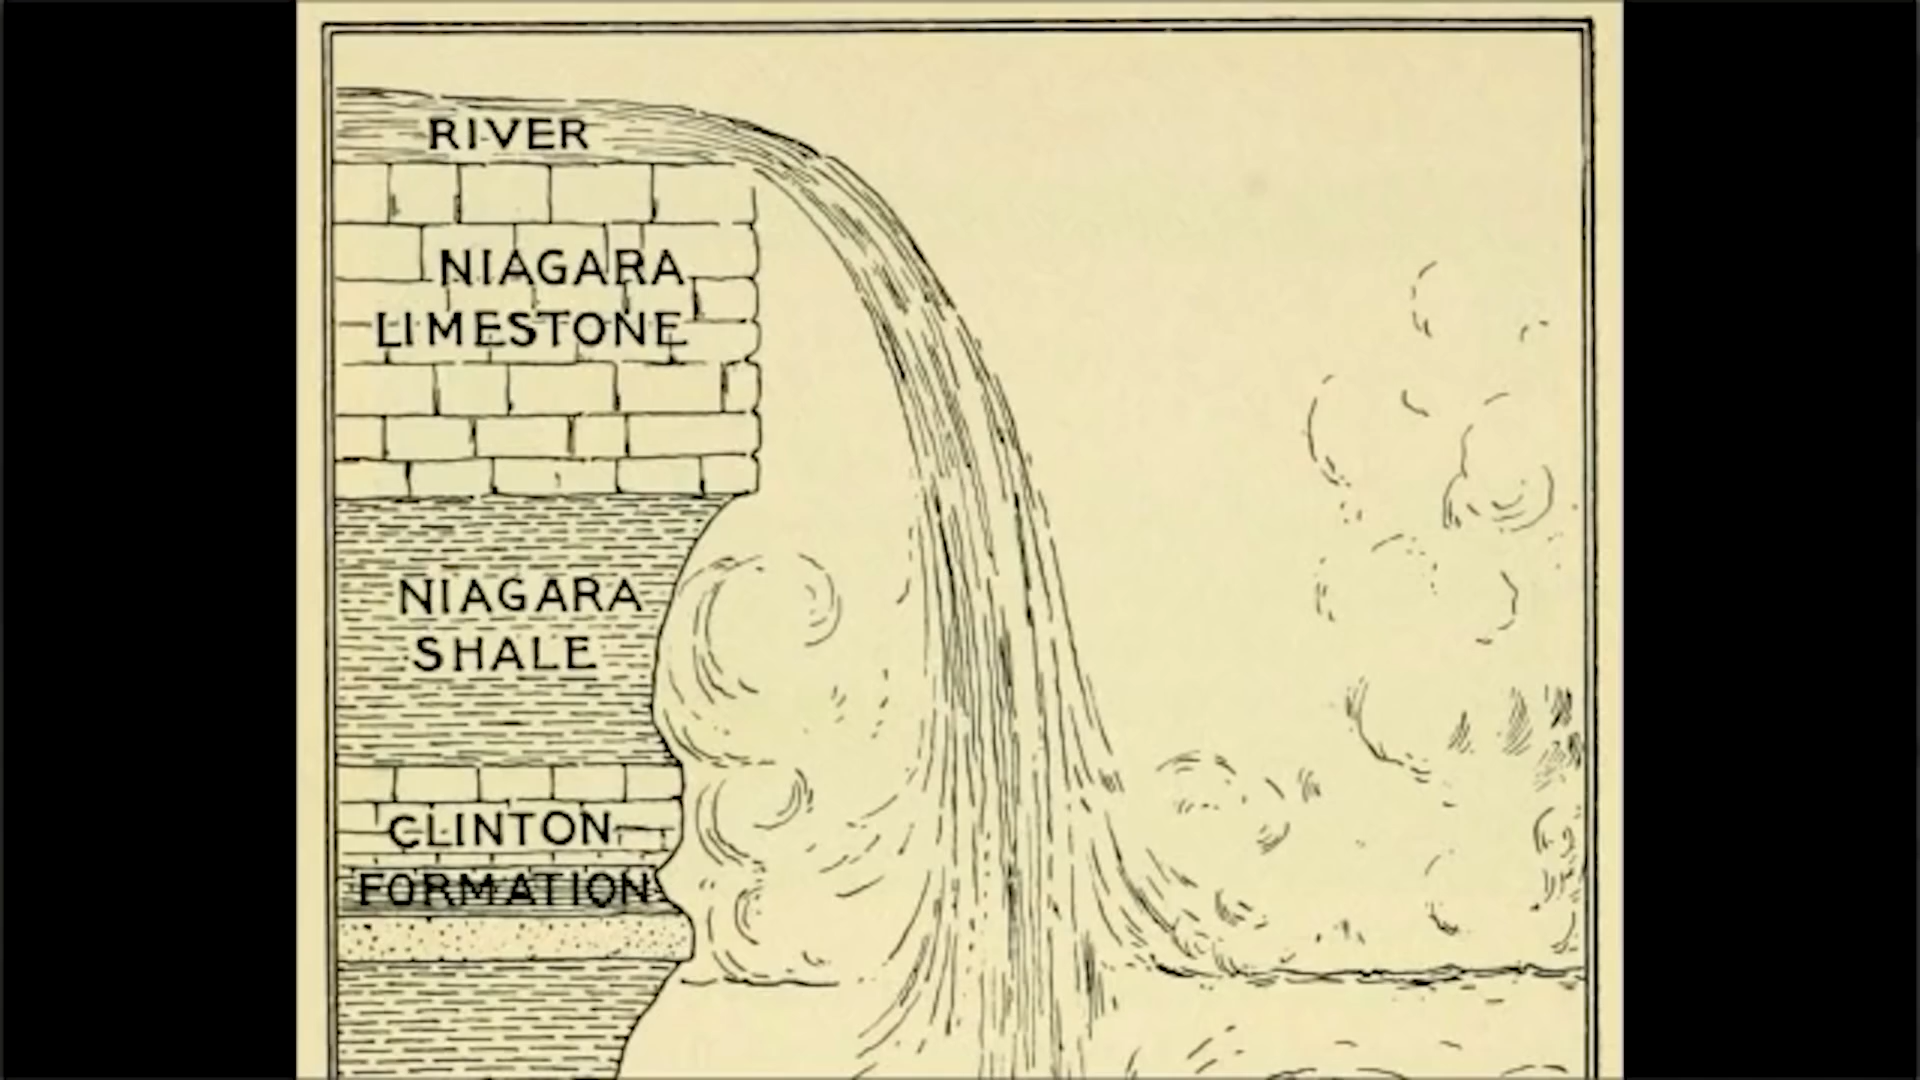 RIVER
NIAGARA
LIMESTONE
NIAGARA
SHALE
CLINTON
FORMATION